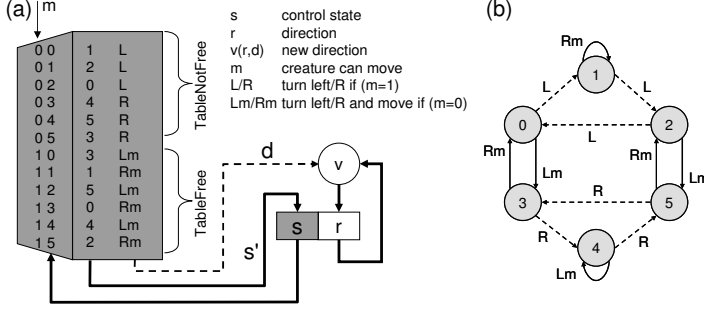 (a)
m
0 0 1 L
0 1 2 L
0 2 0 L
0 3 4 R
0 4 5 R
0 5 3 R
1 0 3 Lm
1 1 1 Rm
1 2 5 Lm
1 3 0 Rm
1 4 4 Lm
1 5 2 Rm
TableNotFree
TableFree
s control state
r direction
v(r,d) new direction
m creature can move
L/R turn left/R if (m=1)
Lm/Rm turn left/R and move if (m=0)
d
v
s r
s'
(b)
Rm
1
L L
0 2
L
Rm Lm Rm Lm
R
3 5
R R
4
Lm